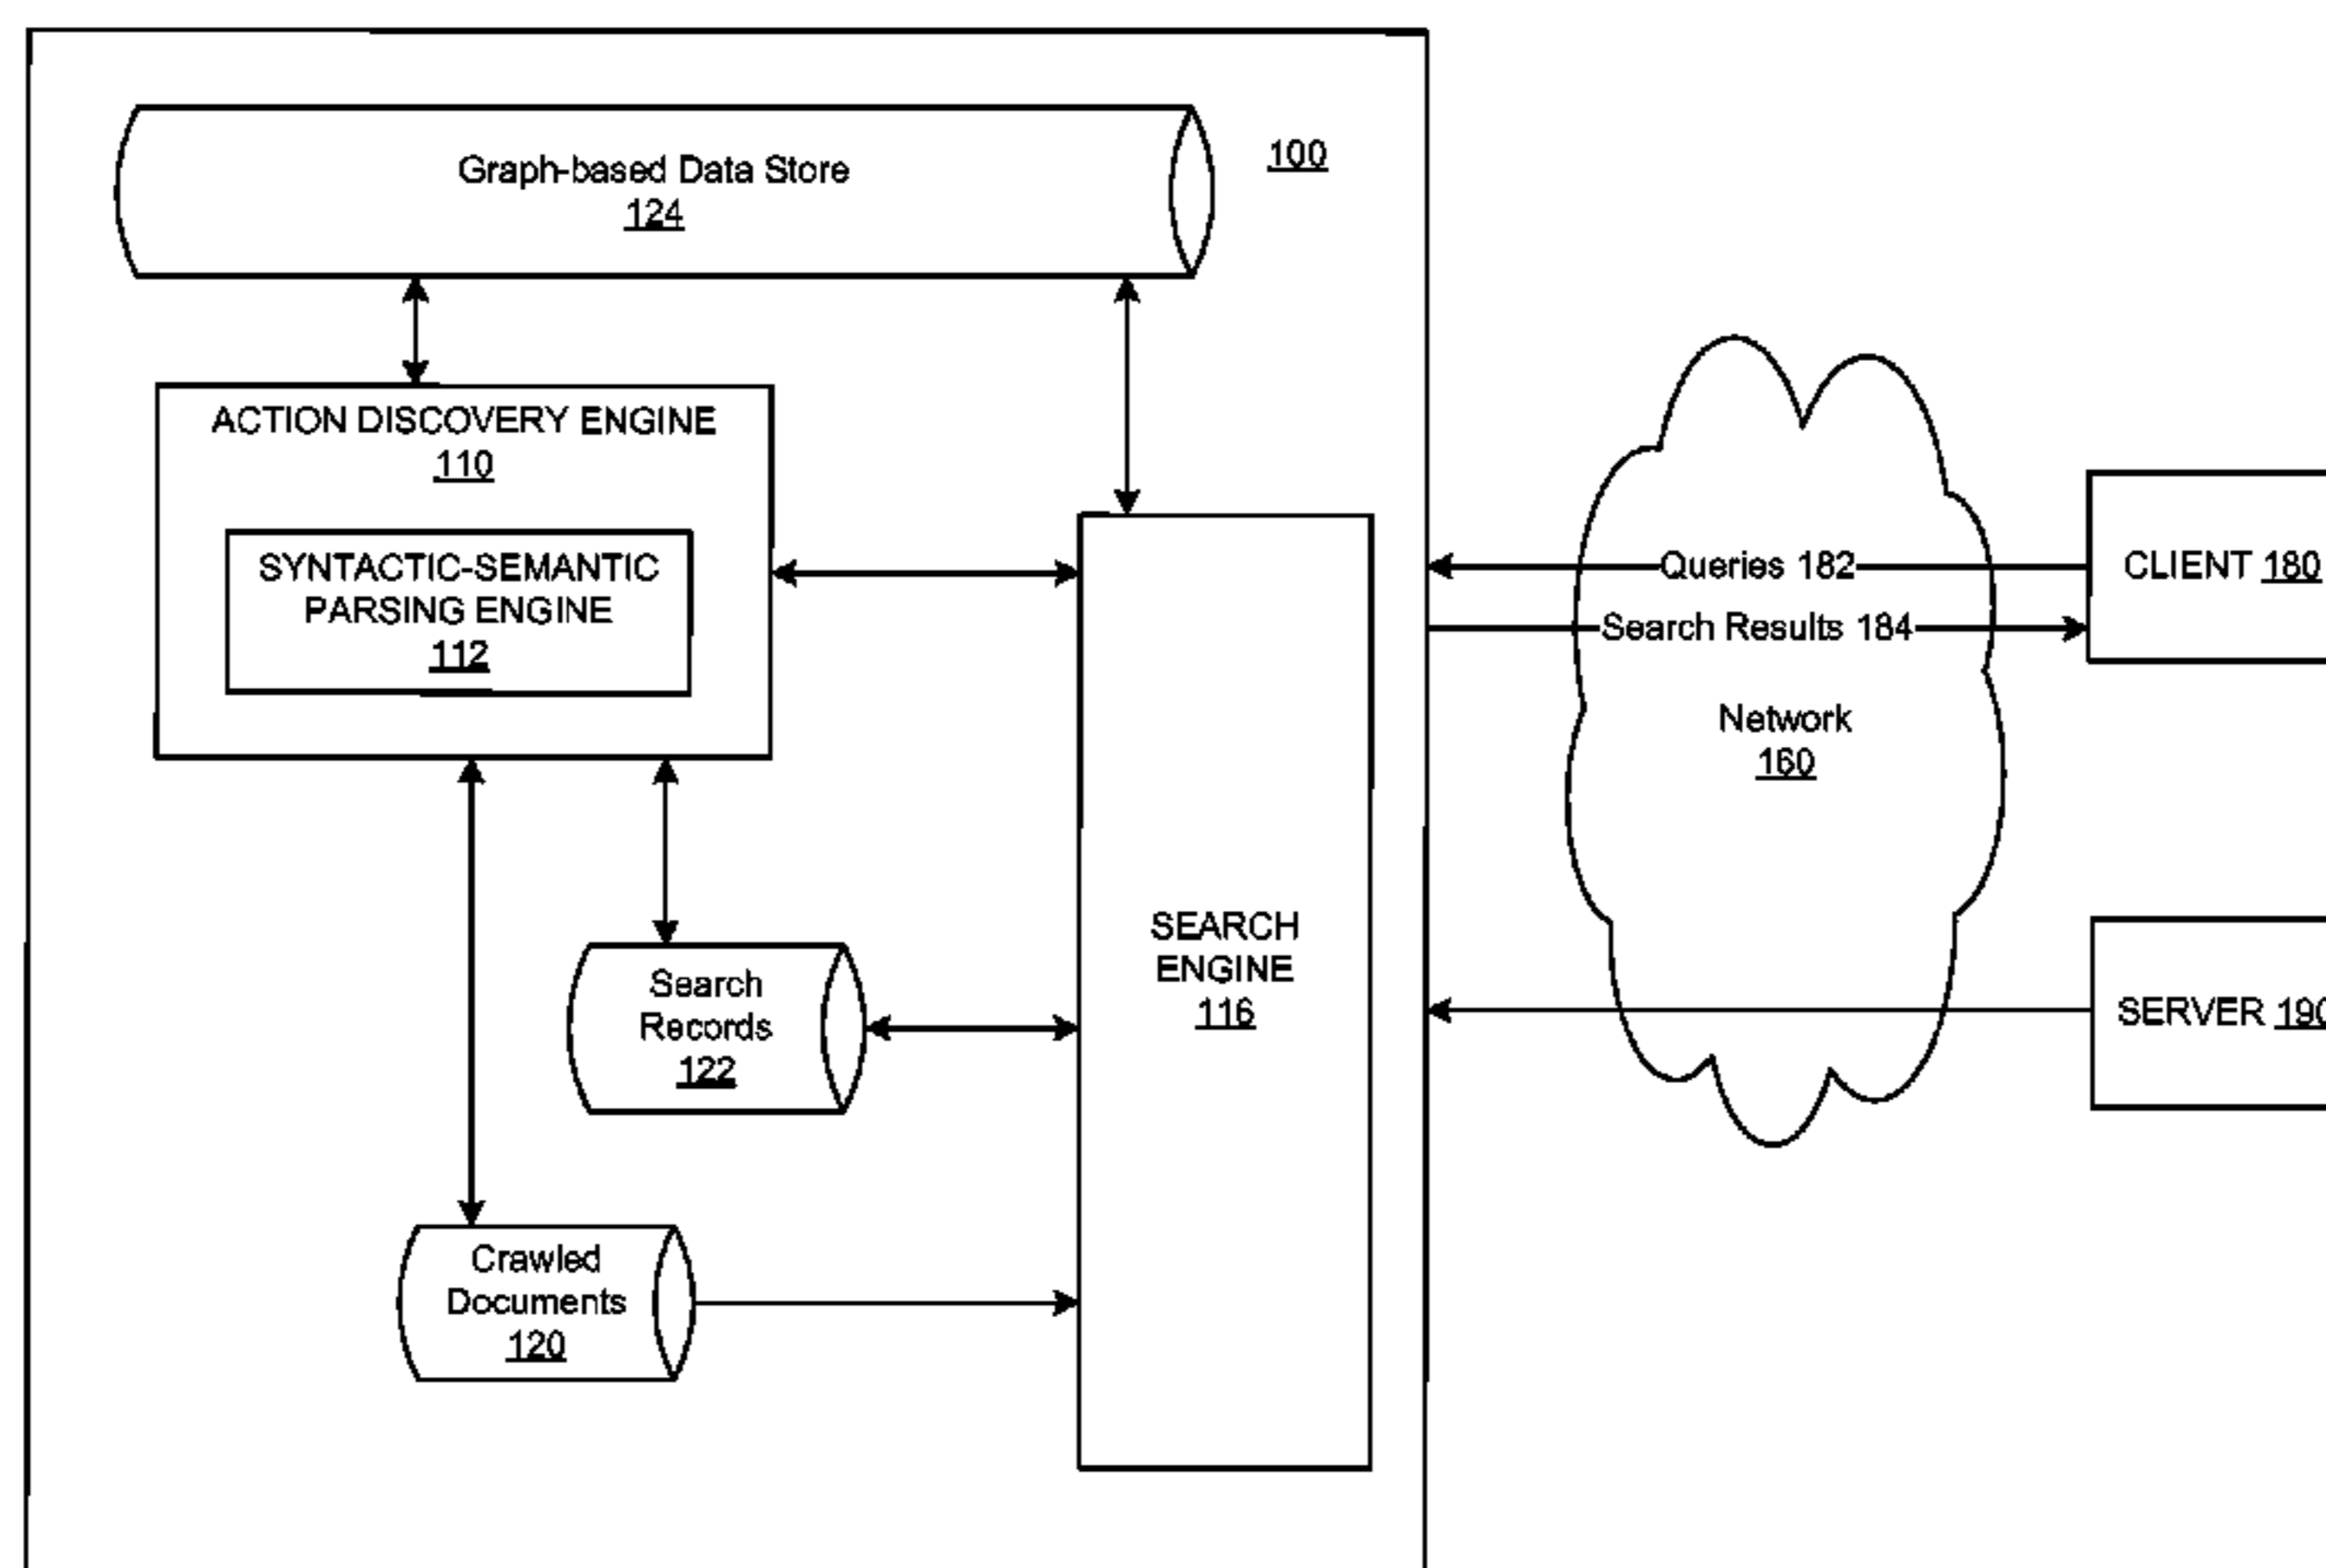 Graph-based Data Store
124
100
ACTION DISCOVERY ENGINE
110
SYNTACTIC-SEMANTIC
PARSING ENGINE
112
Queries 182
CLIENT 180
Search Results 184
Network
160
SEARCH
ENGINE
116
Search
Records
122
SERVER 190
Crawled
Documents
120